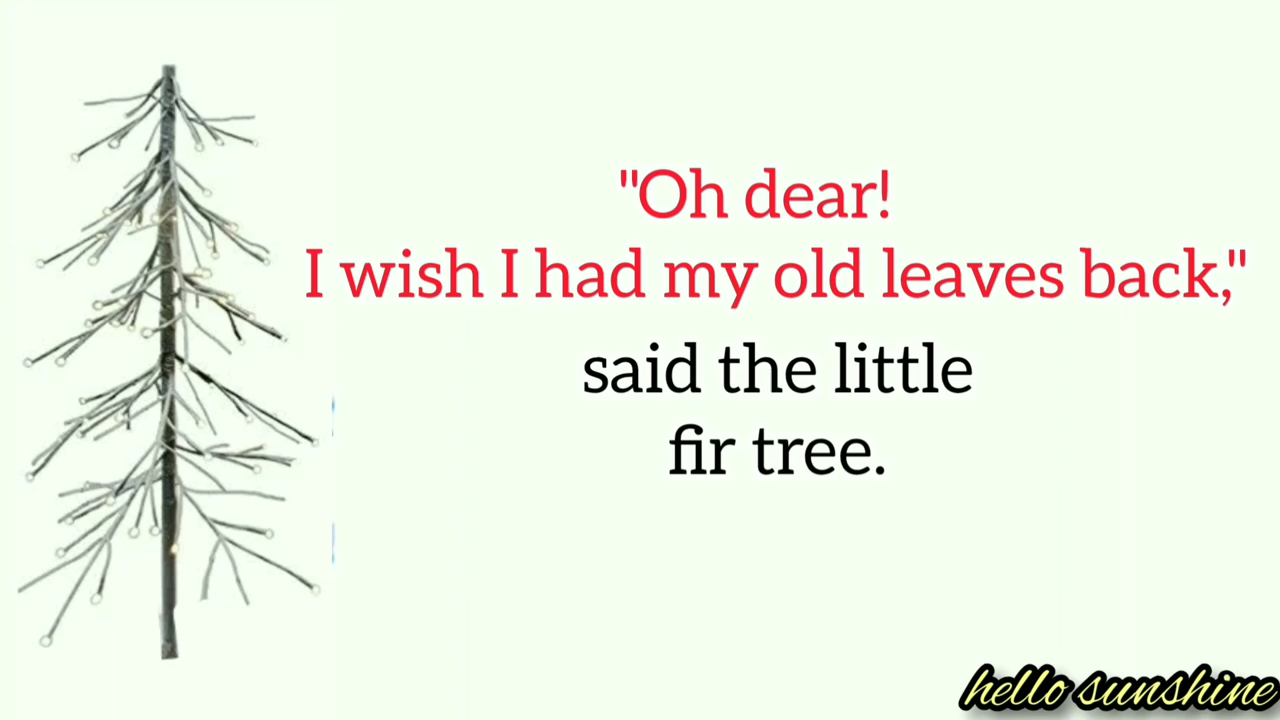 "Oh dear!
I wish I had my old leaves back,"
said the little
fir tree.
hello sunshine